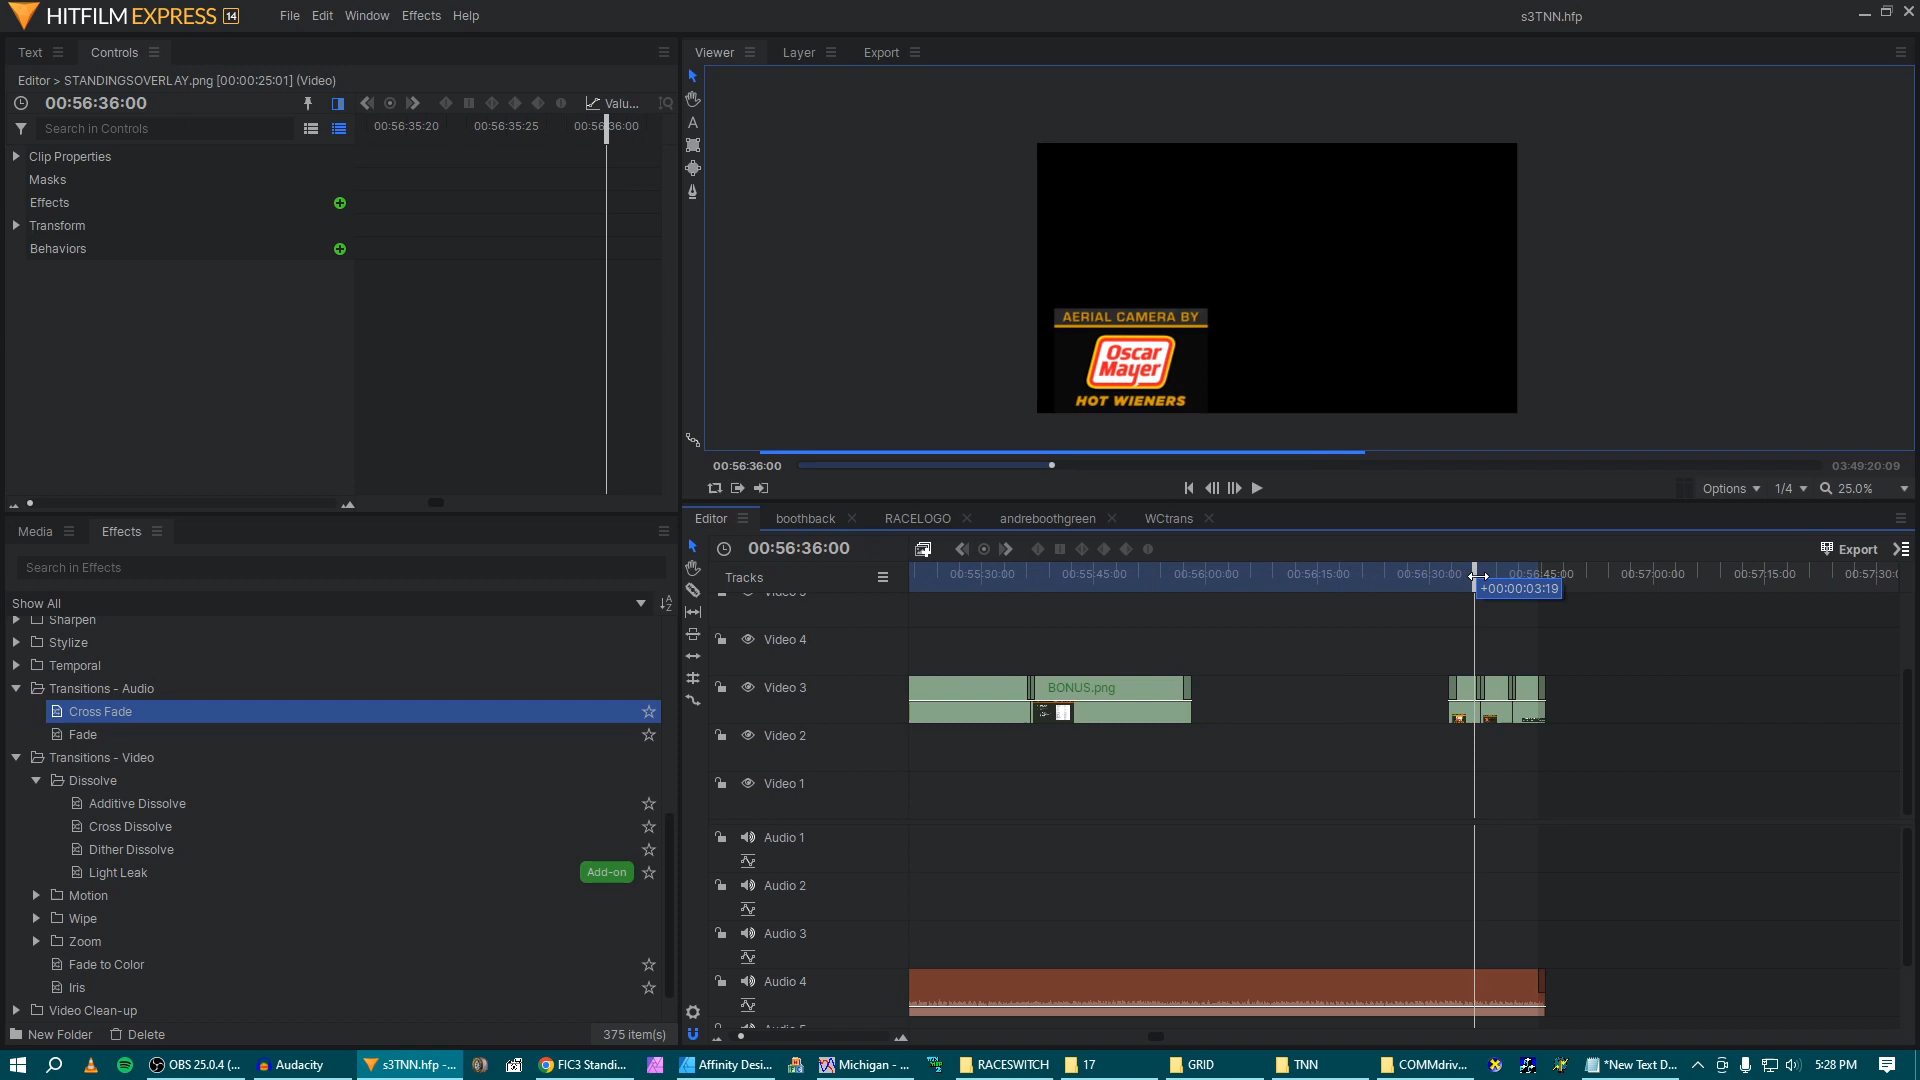 HITFILM EXPRESS 14
File Edit Window Effects Help
s3TNN.hfp
Text Controls
Editor > STANDINGSOVERLAY.png [00:00:25:01] (Video)
00:56:36:00
Valu...
Search in Controls
00:56:35:20 00:56:35:25 00:56:36:00
Clip Properties
Masks
Effects
Transform
Behaviors
Viewer Layer Export
AERIAL CAMERA BY
Oscar
Mayer
HOT WIENERS
00:56:36:00
03:49:20:09
Options 1/4 25.0%
Media Effects
Search in Effects
Show All
Sharpen
Stylize
Temporal
Transitions - Audio
Cross Fade
Fade
Transitions - Video
Dissolve
Additive Dissolve
Cross Dissolve
Dither Dissolve
Light Leak Add-on
Motion
Wipe
Zoom
Fade to Color
Iris
Video Clean-up
New Folder Delete 375 item(s)
Editor boothback RACELOGO andreboothgreen WCtrans
00:56:36:00
Export
Tracks
00:55:30:00 00:55:45:00 00:56:00:00 00:56:15:00 00:56:30:00 00:56:45:00 00:57:00:00 00:57:15:00 00:57:30:0
+00:00:03:19
Video 4
Video 3
BONUS.png
Video 2
Video 1
Audio 1
Audio 2
Audio 3
Audio 4
OBS 25.0.4 (... Audacity s3TNN.hfp -... FIC3 Standi... Affinity Desi... Michigan - ... RACESWITCH 17 GRID TNN COMMdriv... *New Text D... 5:28 PM